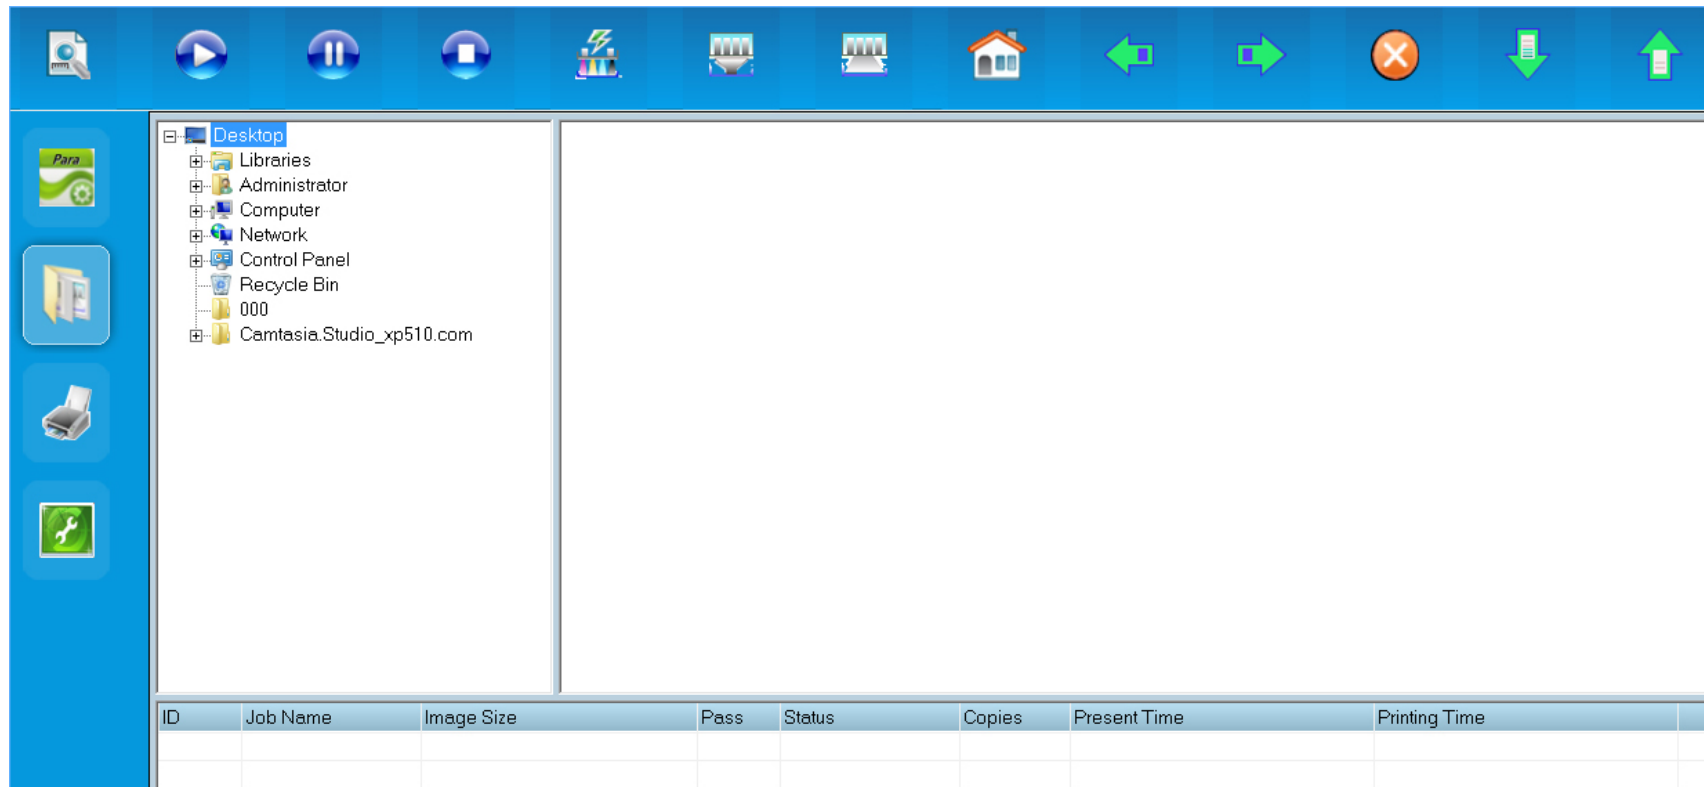 Para
Desktop
Libraries
Administrator
Computer
Network
Control Panel
Recycle Bin
000
Camtasia.Studio_xp510.com
ID Job Name Image Size Pass Status Copies Present Time Printing Time